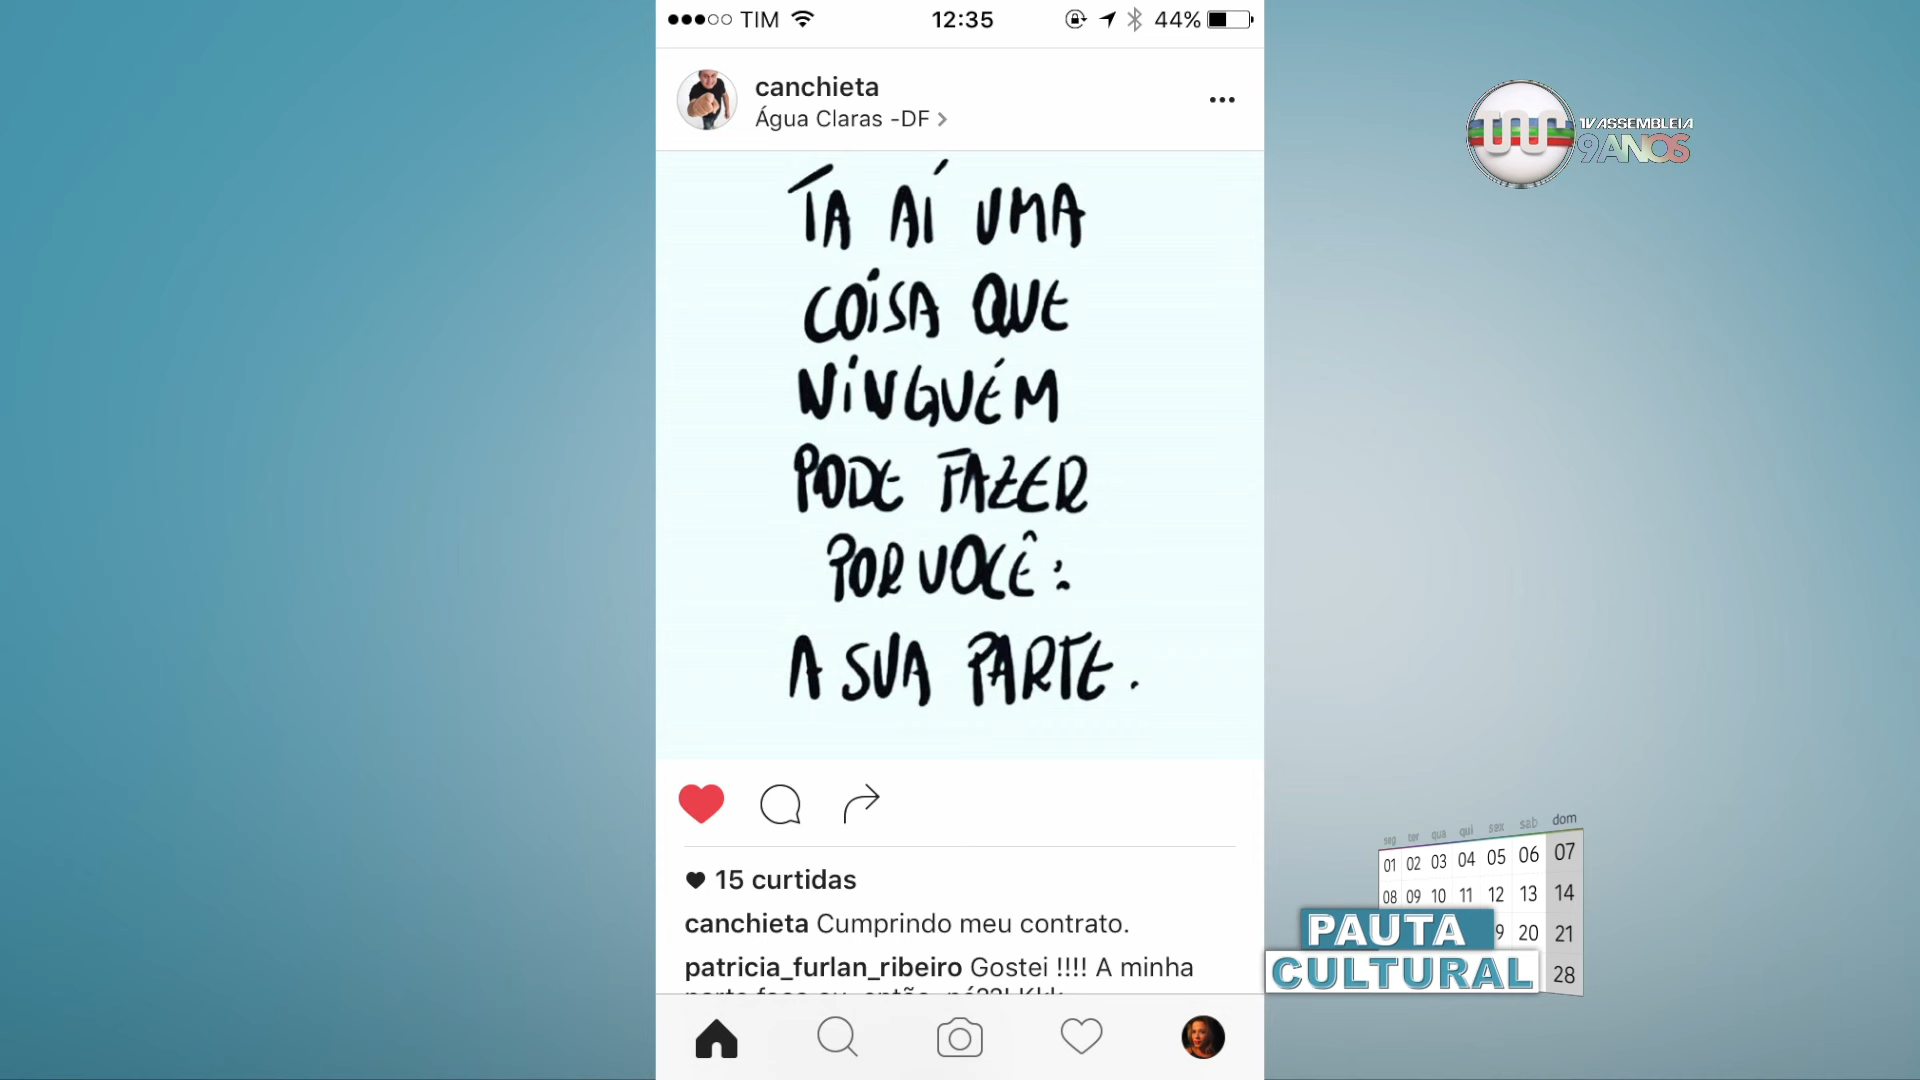 TIM
12:35
44%
canchieta
Água Claras -DF
TÁ AÍ UMA
COISA QUE
NINGUÉM
PODE FAZER
POR VOCÊ:
A SUA PARTE.
15 curtidas
canchieta Cumprindo meu contrato.
patricia_furlan_ribeiro Gostei !!!! A minha
TV ASSEMBLEIA
9 ANOS
seg ter qua qui sex sab dom
01 02 03 04 05 06 07
08 09 10 11 12 13 14
20 21
28
PAUTA
CULTURAL